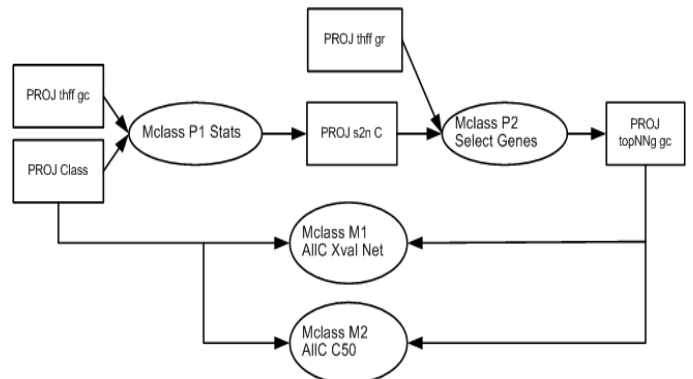 PROJ thff gr
PROJ thff gc
Mclass P1 Stats
PROJ s2n C
Mclass P2
Select Genes
PROJ
topNNg gc
PROJ Class
Mclass M1
AllC Xval Net
Mclass M2
AllC C50